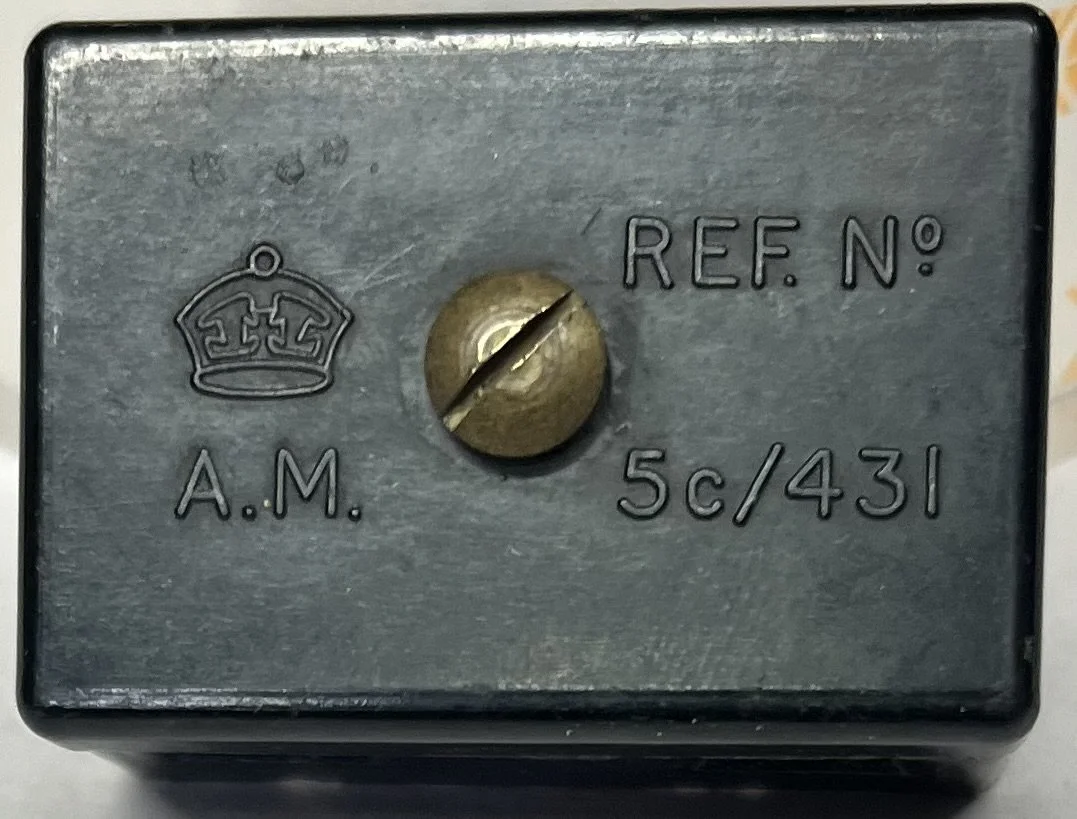 REF. Nº
A.M.
5c/431